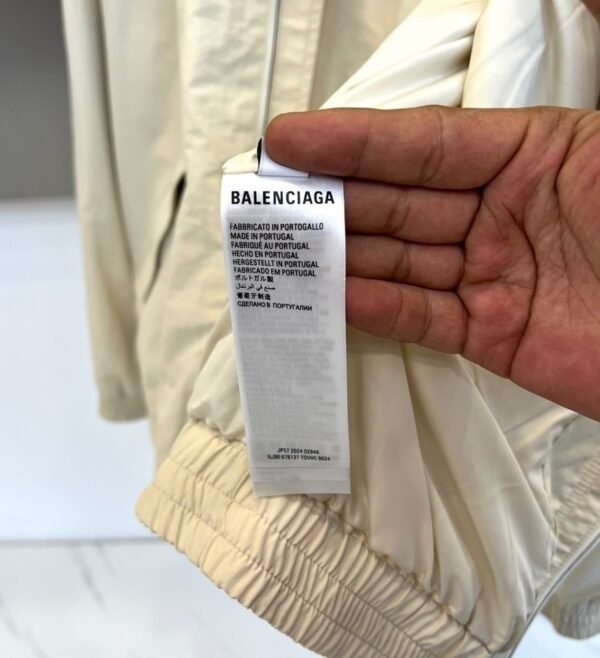 BALENCIAGA
FABBRICATO IN PORTOGALLO
MADE IN PORTUGAL
FABRIQUÉ AU PORTUGAL
HECHO EN PORTUGAL
HERGESTELLT IN PORTUGAL
FABRICADO EM PORTUGAL
ポルトガル製
صنع في البرتغال
葡萄牙制造
СДЕЛАНО В ПОРТУГАЛИИ